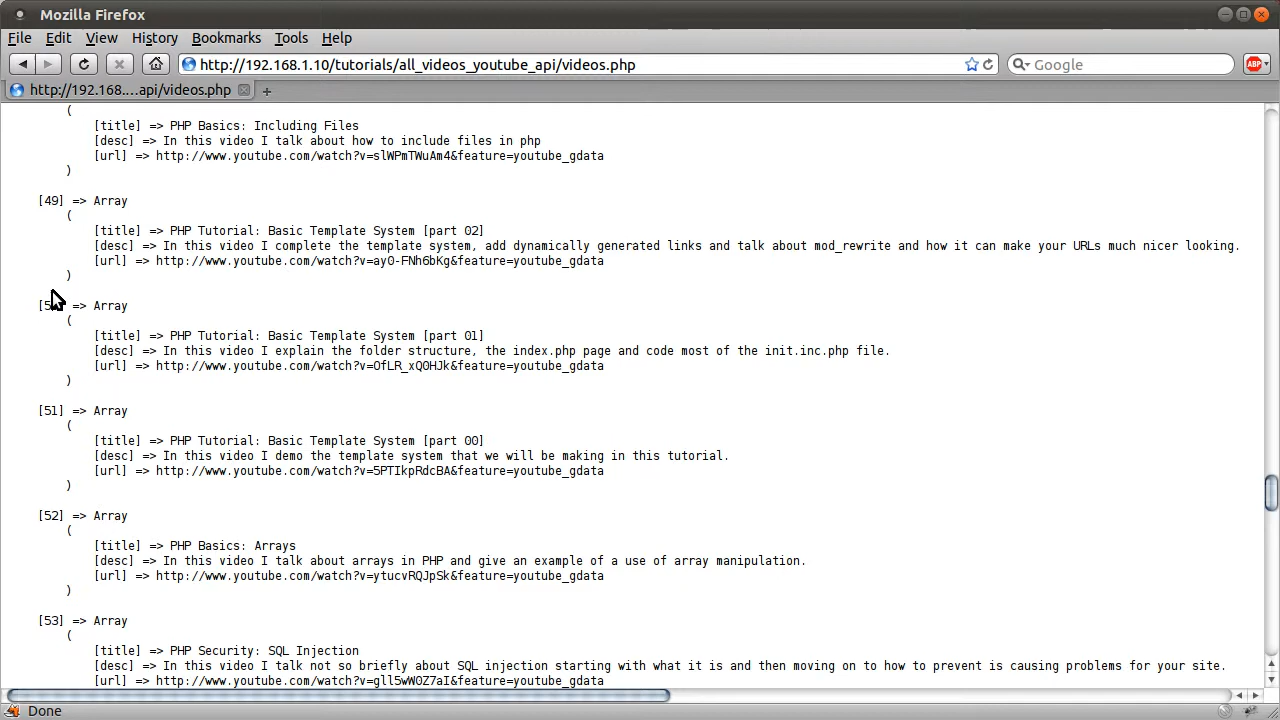 Mozilla Firefox
File Edit View History Bookmarks Tools Help
http://192.168.1.10/tutorials/all_videos_youtube_api/videos.php
Google
ABP
http://192.168....api/videos.php
(
[title] => PHP Basics: Including Files
[desc] => In this video I talk about how to include files in php
[url] => http://www.youtube.com/watch?v=slWPmTWuAm4&feature=youtube_gdata
)
[49] => Array
(
[title] => PHP Tutorial: Basic Template System [part 02]
[desc] => In this video I complete the template system, add dynamically generated links and talk about mod_rewrite and how it can make your URLs much nicer looking.
[url] => http://www.youtube.com/watch?v=ayO-FNh6bKg&feature=youtube_gdata
)
=> Array
(
[title] => PHP Tutorial: Basic Template System [part 01]
[desc] => In this video I explain the folder structure, the index.php page and code most of the init.inc.php file.
[url] => http://www.youtube.com/watch?v=OfLR_xQ0HJk&feature=youtube_gdata
)
[51] => Array
(
[title] => PHP Tutorial: Basic Template System [part 00]
[desc] => In this video I demo the template system that we will be making in this tutorial.
[url] => http://www.youtube.com/watch?v=5PTIkpRdcBA&feature=youtube_gdata
)
[52] => Array
(
[title] => PHP Basics: Arrays
[desc] => In this video I talk about arrays in PHP and give an example of a use of array manipulation.
[url] => http://www.youtube.com/watch?v=ytucvRQJpSk&feature=youtube_gdata
)
[53] => Array
(
[title] => PHP Security: SQL Injection
[desc] => In this video I talk not so briefly about SQL injection starting with what it is and then moving on to how to prevent is causing problems for your site.
[url] => http://www.youtube.com/watch?v=gll5wW0Z7aI&feature=youtube_gdata
Done